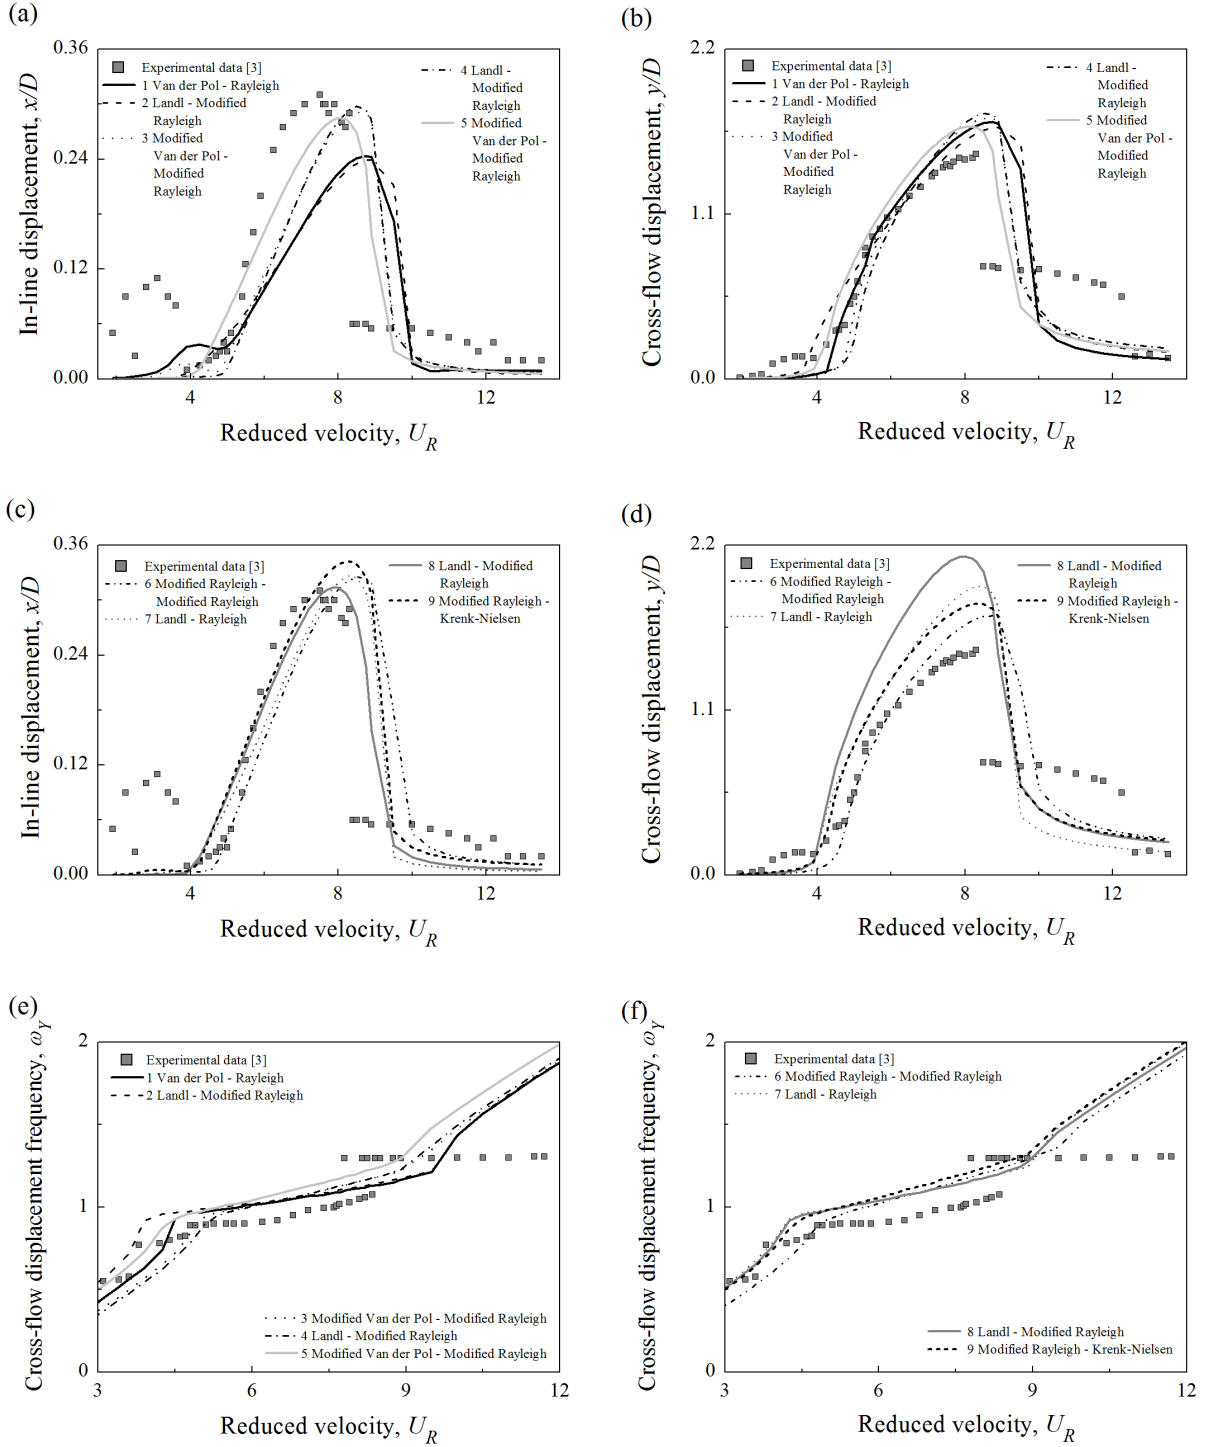 (a)
0.36
0.24
0.12
0.00
In-line displacement, x/D
Experimental data [3]
1 Van der Pol - Rayleigh
2 Landl - Modified
Rayleigh
3 Modified
Van der Pol -
Modified
Rayleigh
4 Landl -
Modified
Rayleigh
5 Modified
Van der Pol -
Modified
Rayleigh
4
8
12
Reduced velocity, U_R
(b)
2.2
1.1
0.0
Cross-flow displacement, y/D
Experimental data [3]
1 Van der Pol - Rayleigh
2 Landl - Modified
Rayleigh
3 Modified
Van der Pol -
Modified
Rayleigh
4 Landl -
Modified
Rayleigh
5 Modified
Van der Pol -
Modified
Rayleigh
4
8
12
Reduced velocity, U_R
(c)
0.36
0.24
0.12
0.00
In-line displacement, x/D
Experimental data [3]
6 Modified Rayleigh -
Modified Rayleigh
7 Landl - Rayleigh
8 Landl - Modified
Rayleigh
9 Modified Rayleigh -
Krenk-Nielsen
4
8
12
Reduced velocity, U_R
(d)
2.2
1.1
0.0
Cross-flow displacement, y/D
Experimental data [3]
6 Modified Rayleigh -
Modified Rayleigh
7 Landl - Rayleigh
8 Landl - Modified
Rayleigh
9 Modified Rayleigh -
Krenk-Nielsen
4
8
12
Reduced velocity, U_R
(e)
2
1
0
Cross-flow displacement frequency, ω_Y
Experimental data [3]
1 Van der Pol - Rayleigh
2 Landl - Modified Rayleigh
3 Modified Van der Pol - Modified Rayleigh
4 Landl - Modified Rayleigh
5 Modified Van der Pol - Modified Rayleigh
3
6
9
12
Reduced velocity, U_R
(f)
2
1
0
Cross-flow displacement frequency, ω_Y
Experimental data [3]
6 Modified Rayleigh - Modified Rayleigh
7 Landl - Rayleigh
8 Landl - Modified Rayleigh
9 Modified Rayleigh - Krenk-Nielsen
3
6
9
12
Reduced velocity, U_R